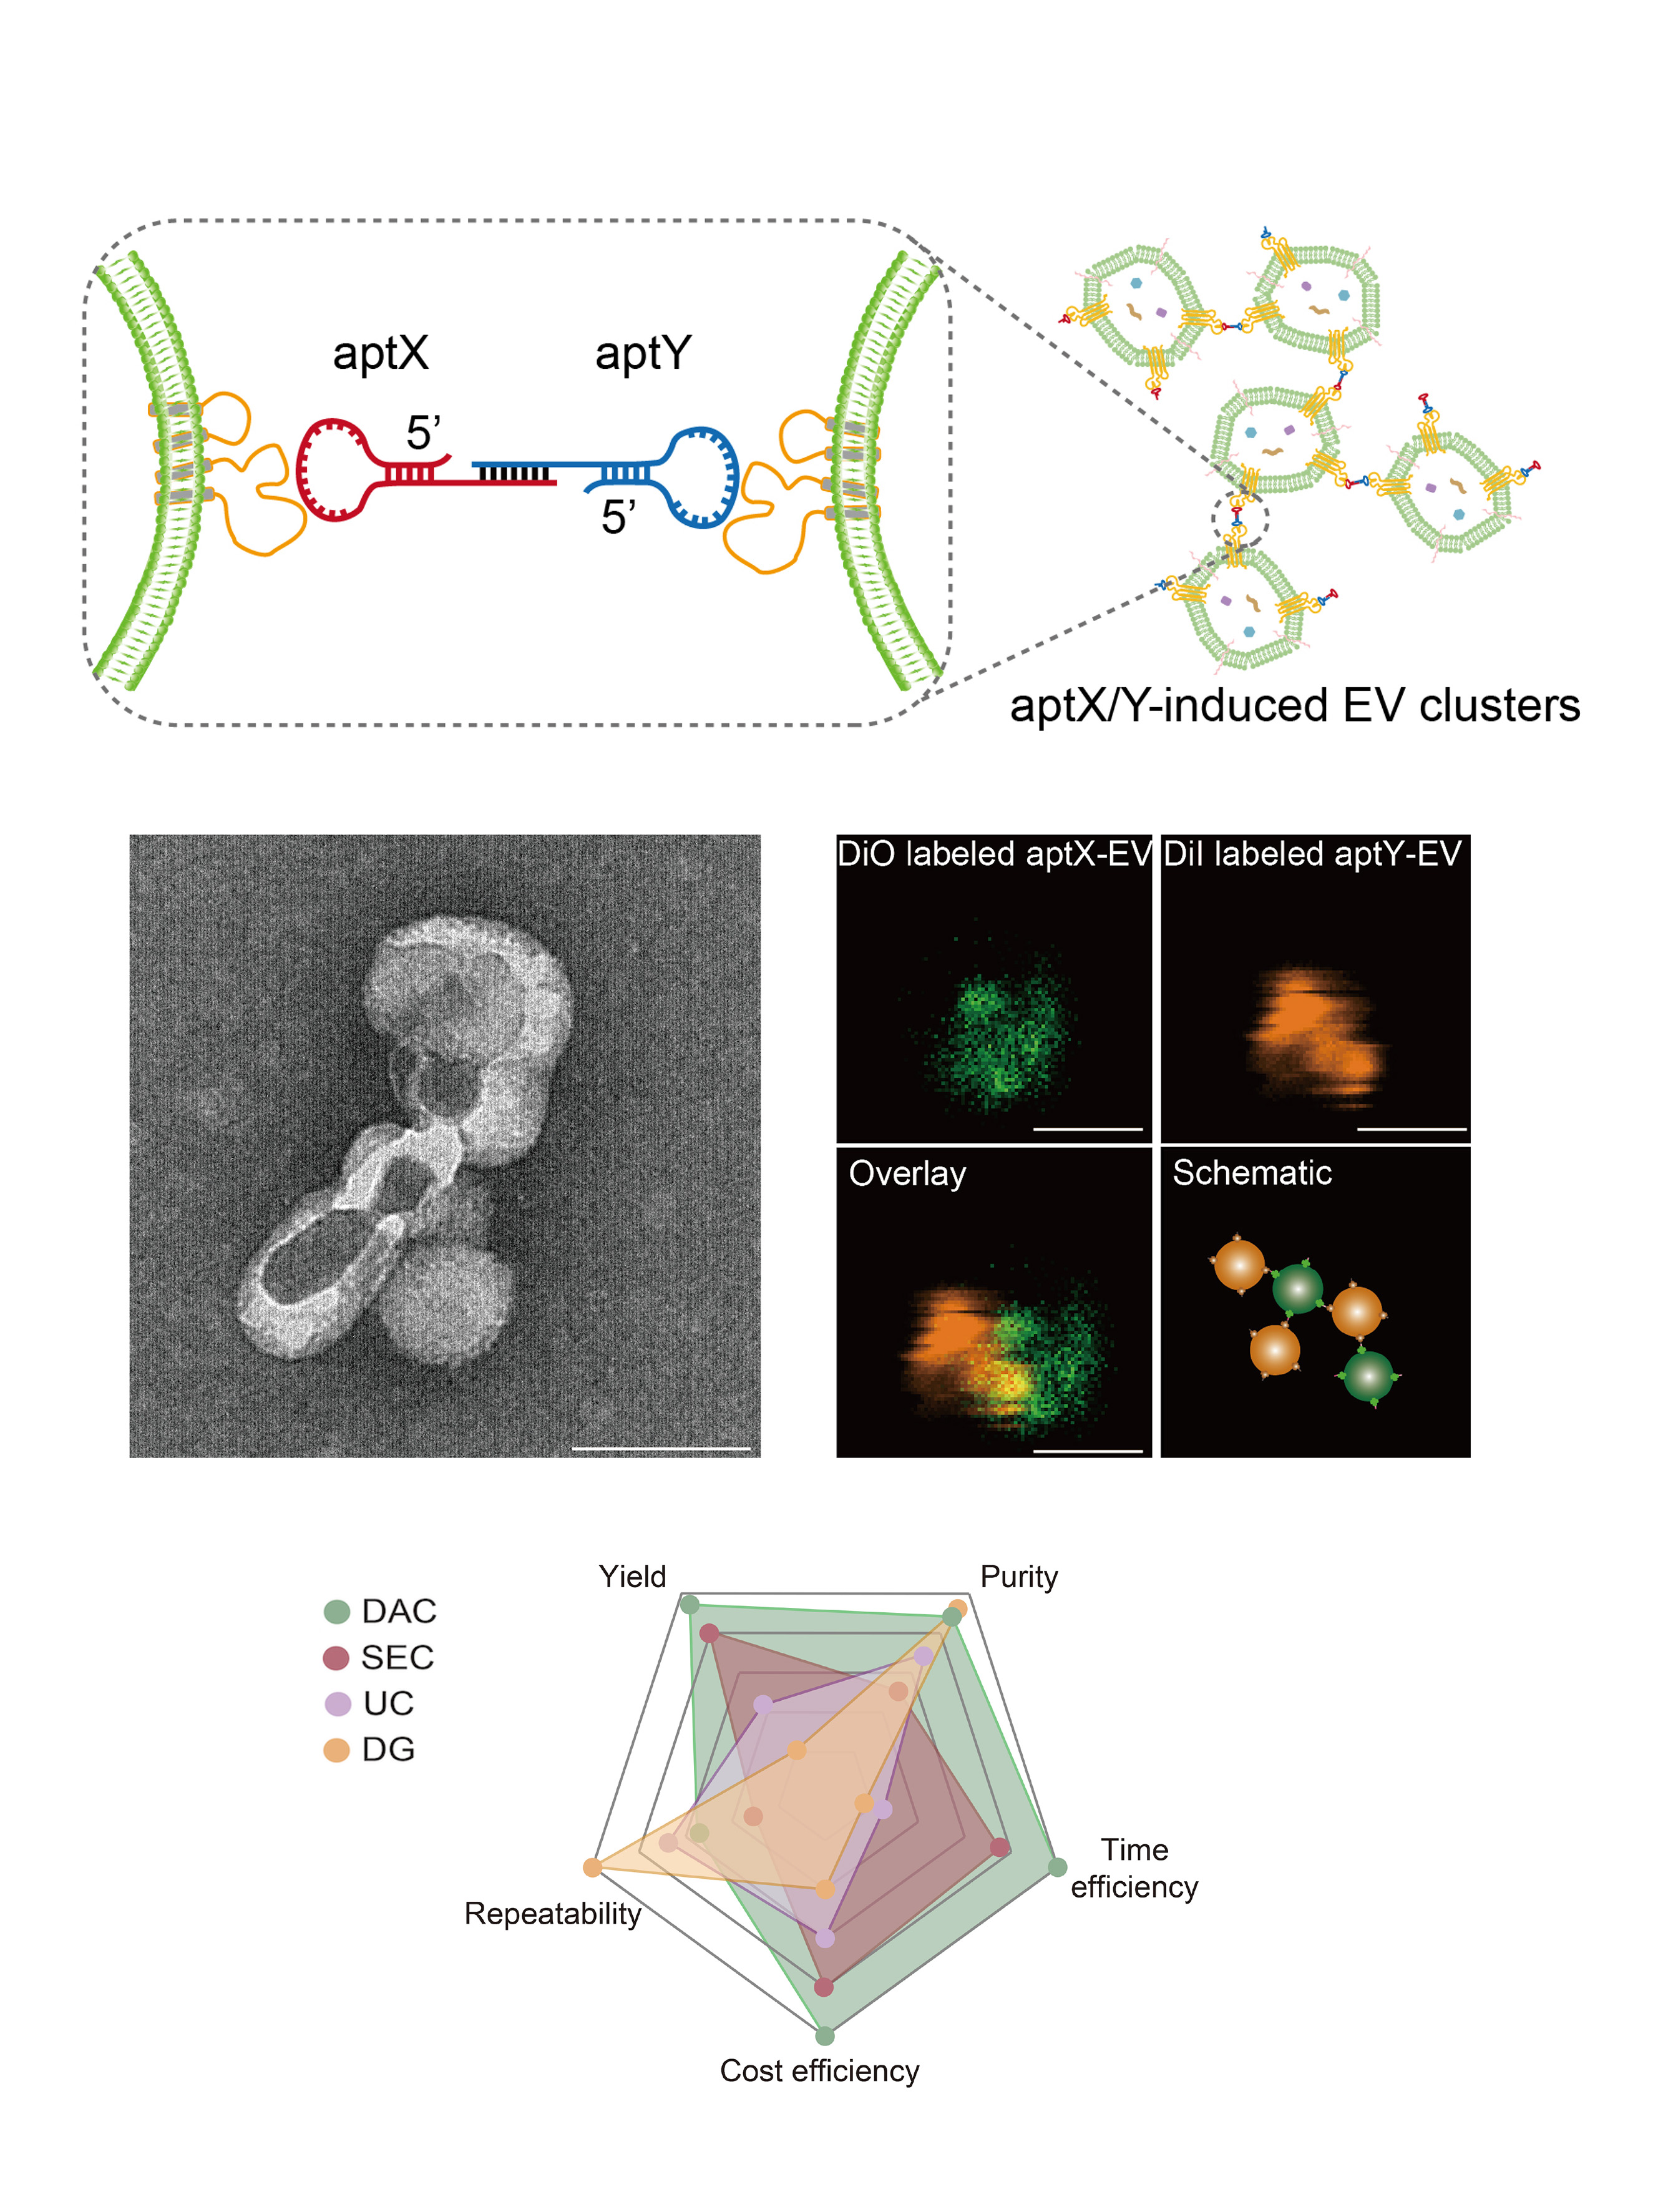 aptX
aptY
5’
5’
aptX/Y-induced EV clusters
DiO labeled aptX-EV
DiI labeled aptY-EV
Overlay
Schematic
Yield
Purity
DAC
SEC
UC
DG
Time
efficiency
Repeatability
Cost efficiency